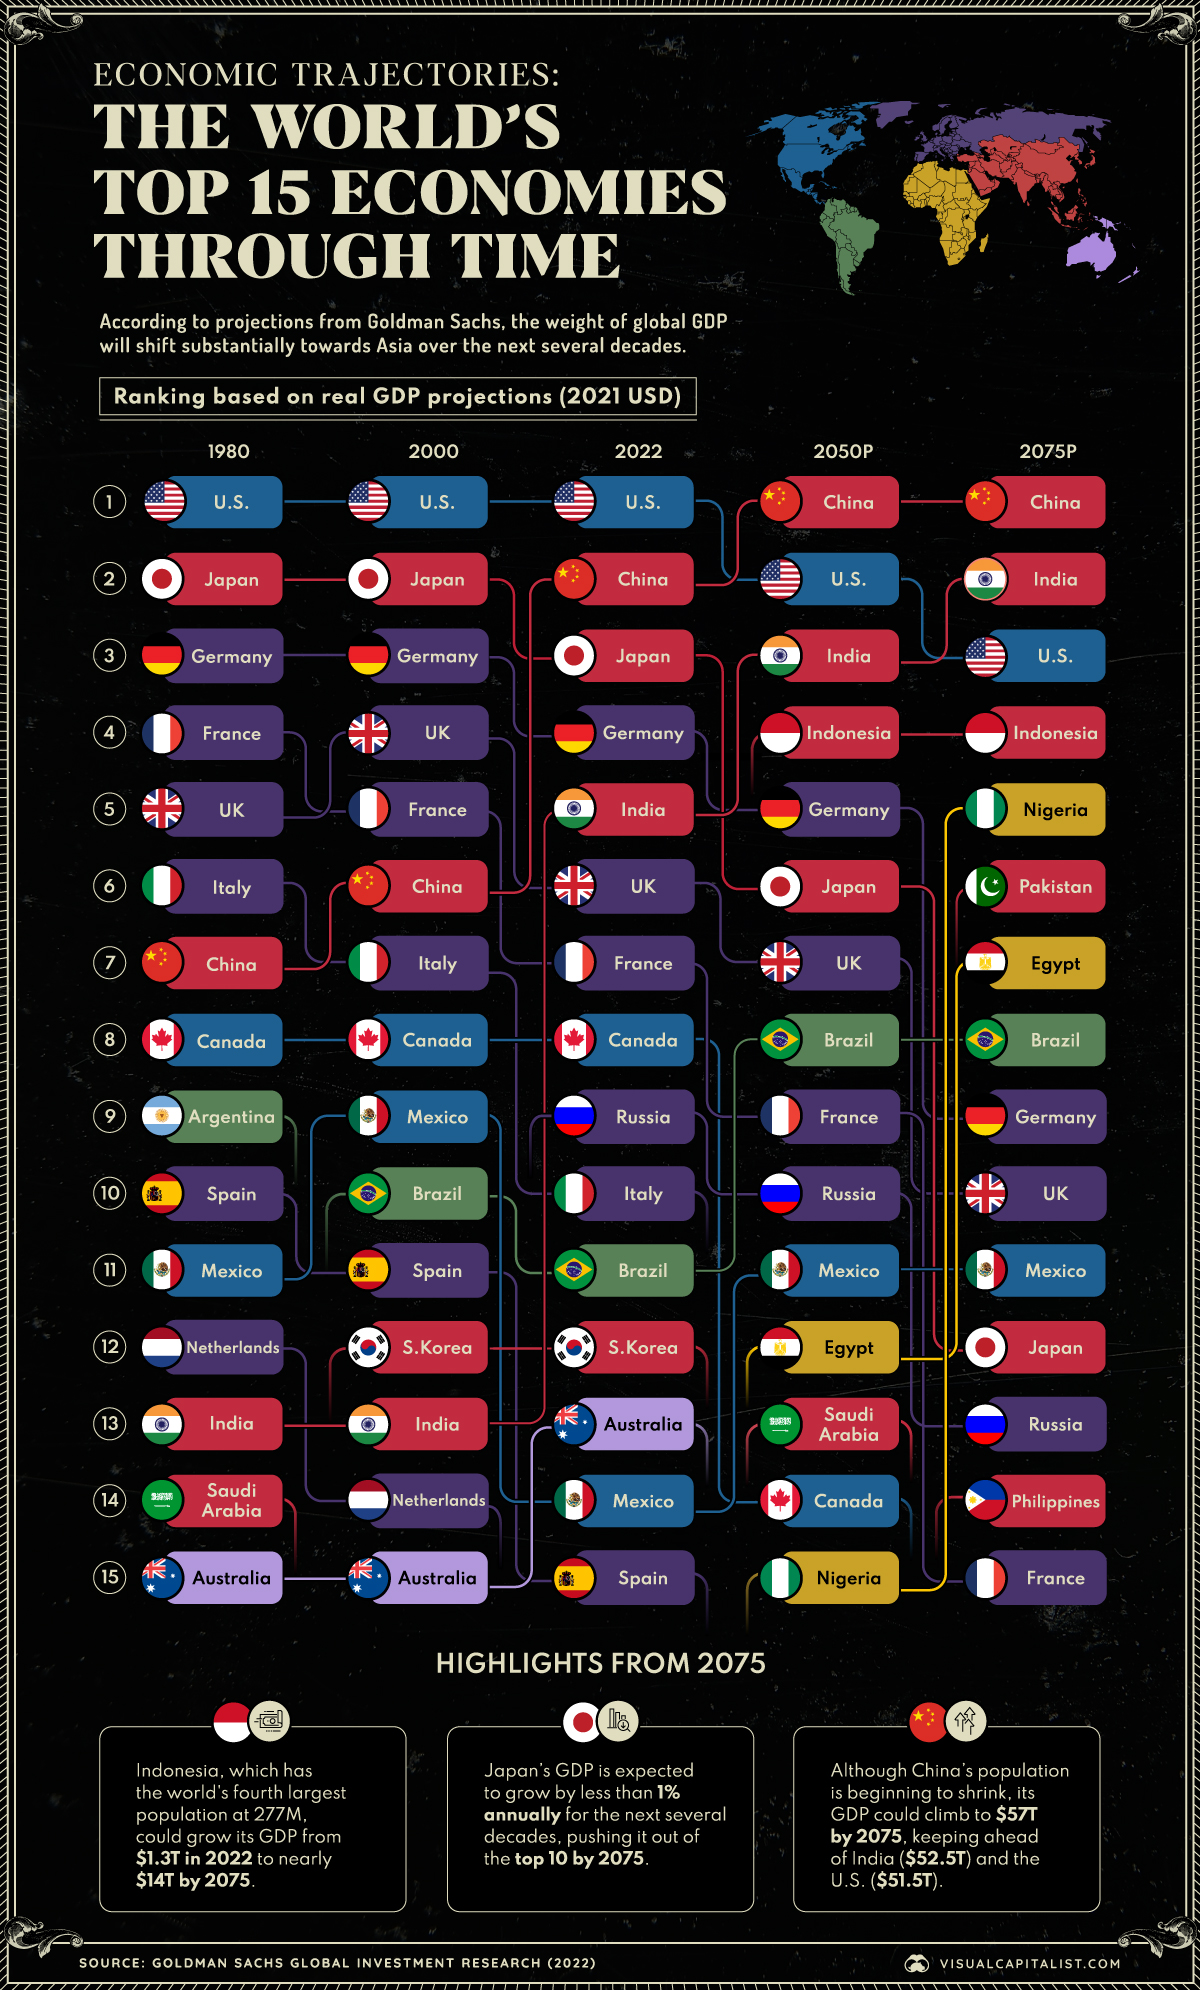 ECONOMIC TRAJECTORIES:
THE WORLD'S
TOP 15 ECONOMIES
THROUGH TIME
According to projections from Goldman Sachs, the weight of global GDP
will shift substantially towards Asia over the next several decades.
Ranking based on real GDP projections (2021 USD)
1980 2000 2022 2050P 2075P
1 U.S. U.S. U.S. China China
2 Japan Japan China U.S. India
3 Germany Germany Japan India U.S.
4 France UK Germany Indonesia Indonesia
5 UK France India Germany Nigeria
6 Italy China UK Japan Pakistan
7 China Italy France UK Egypt
8 Canada Canada Canada Brazil Brazil
9 Argentina Mexico Russia France Germany
10 Spain Brazil Italy Russia UK
11 Mexico Spain Brazil Mexico Mexico
12 Netherlands S.Korea S.Korea Egypt Japan
13 India India Australia Saudi Arabia Russia
14 Saudi Arabia Netherlands Mexico Canada Philippines
15 Australia Australia Spain Nigeria France
HIGHLIGHTS FROM 2075
Indonesia, which has
the world's fourth largest
population at 277M,
could grow its GDP from
$1.3T in 2022 to nearly
$14T by 2075.
Japan's GDP is expected
to grow by less than 1%
annually for the next several
decades, pushing it out of
the top 10 by 2075.
Although China's population
is beginning to shrink, its
GDP could climb to $57T
by 2075, keeping ahead
of India ($52.5T) and the
U.S. ($51.5T).
SOURCE: GOLDMAN SACHS GLOBAL INVESTMENT RESEARCH (2022)
VISUALCAPITALIST.COM